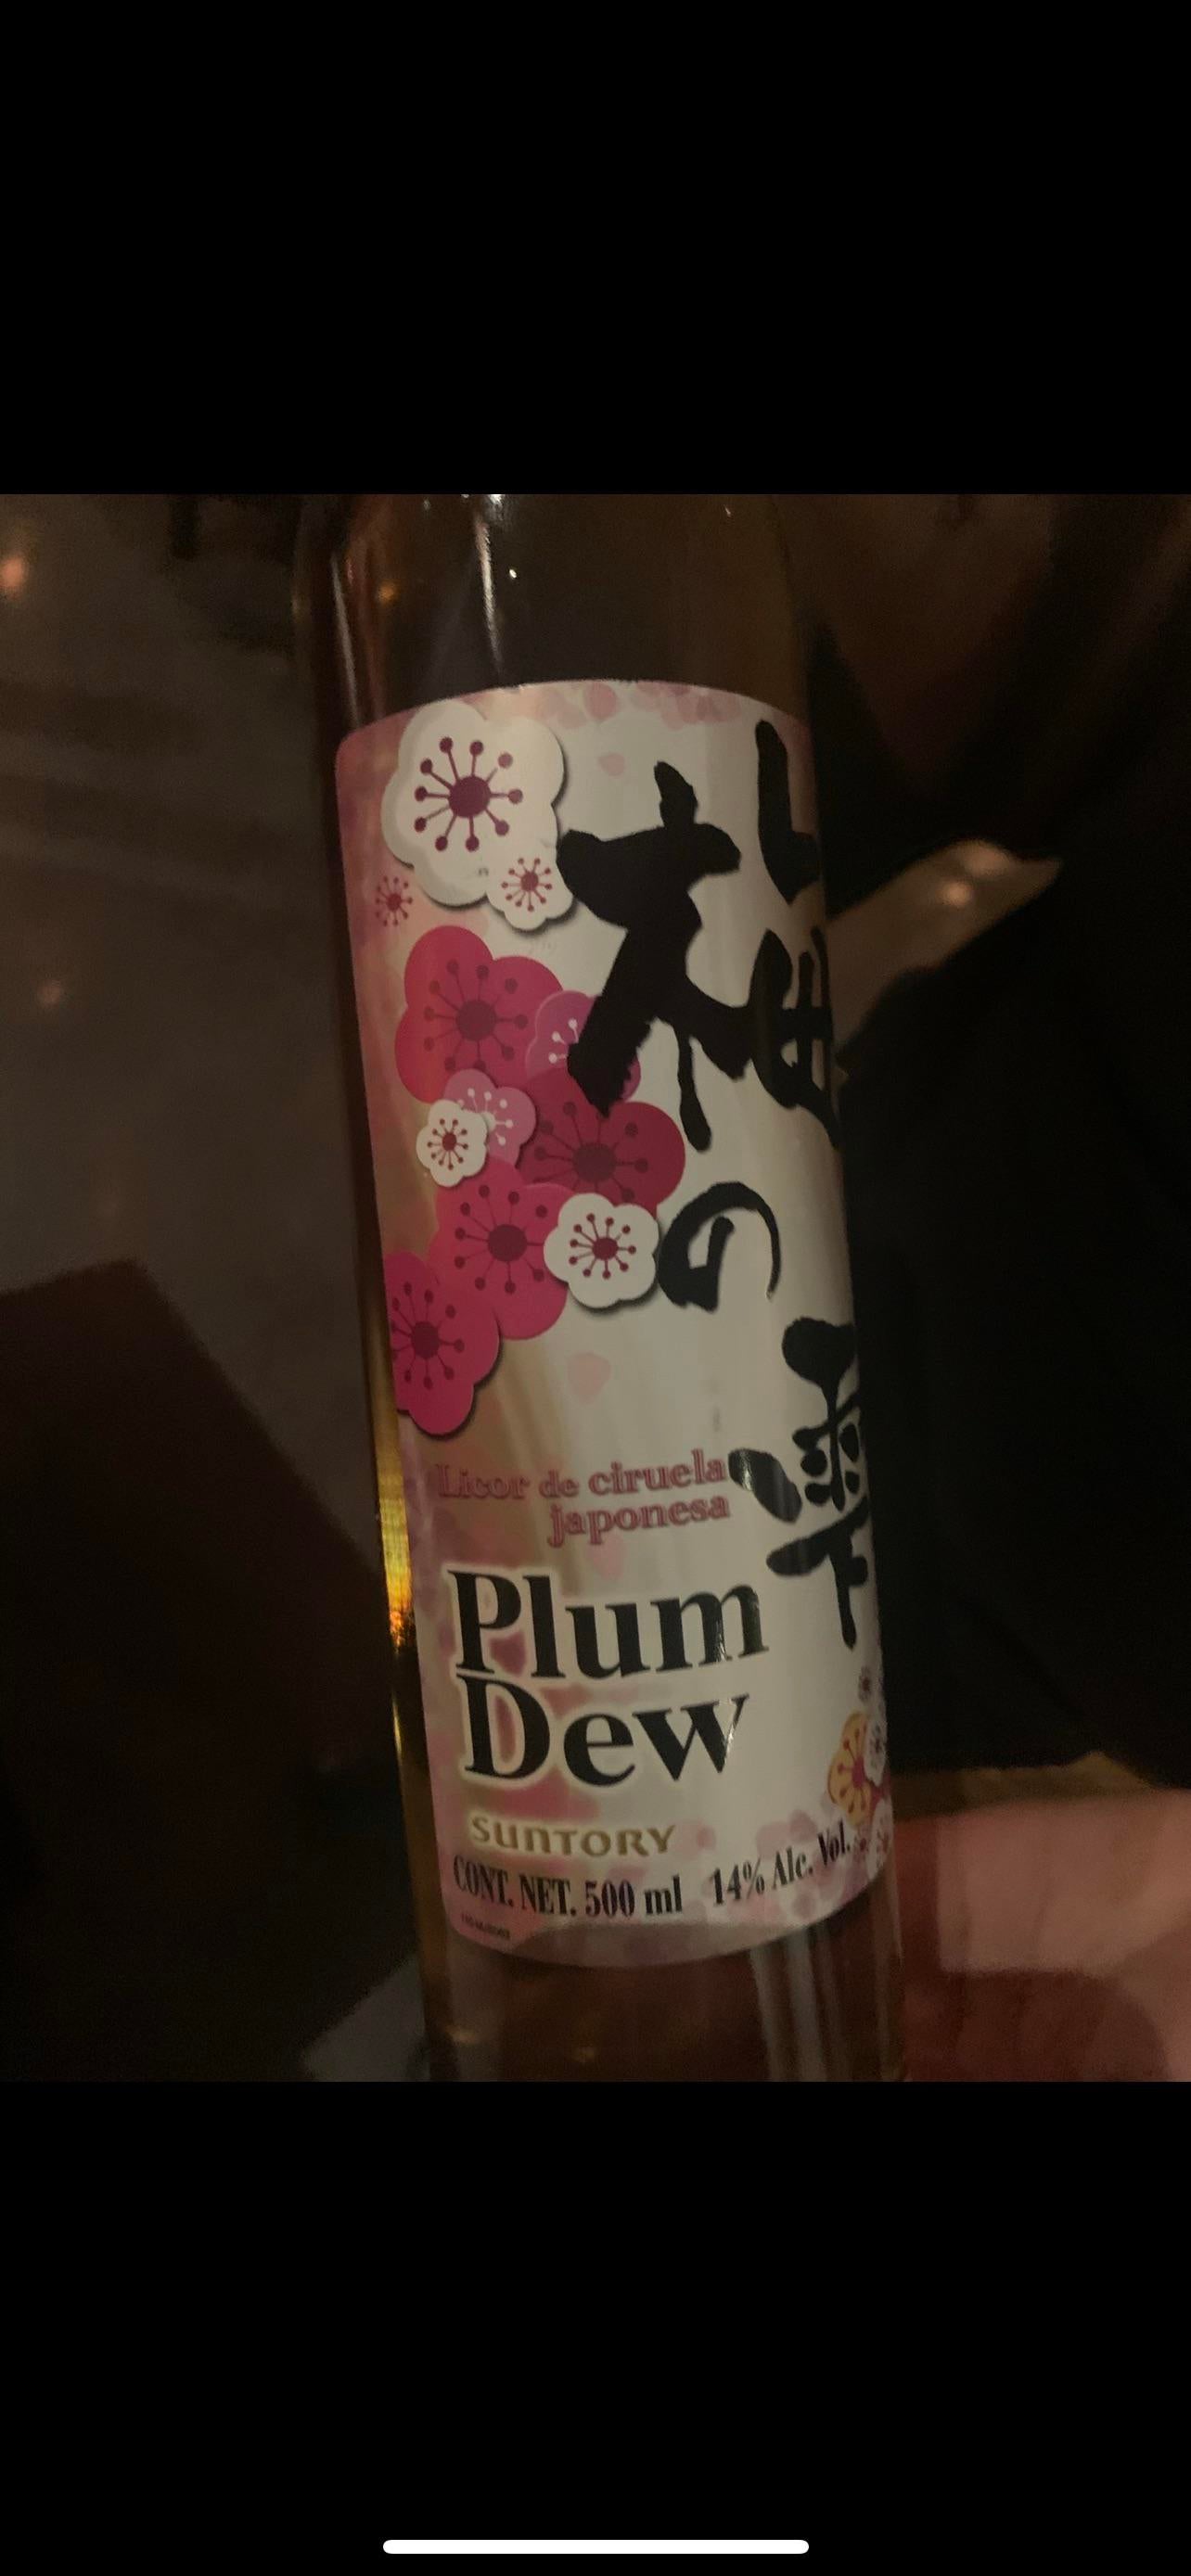 梅の雫
Licor de ciruela
japonesa
Plum
Dew
SUNTORY
CONT. NET. 500 ml 14% Alc. Vol.